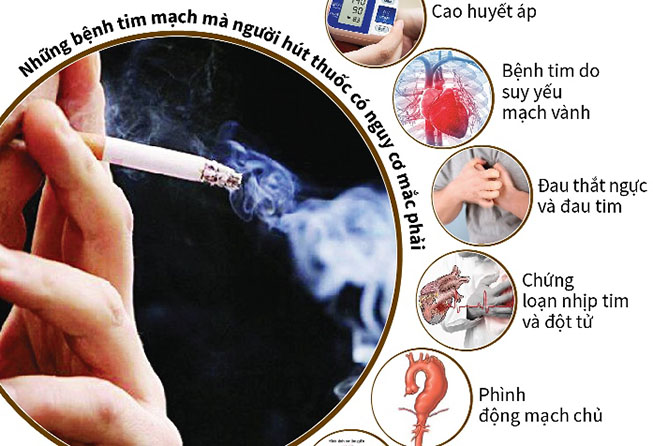 Những bệnh tim mạch mà người hút thuốc có nguy cơ mắc phải
Cao huyết áp
Bệnh tim do
suy yếu
mạch vành
Đau thắt ngực
và đau tim
Chứng
loạn nhịp tim
và đột tử
Phình
động mạch chủ